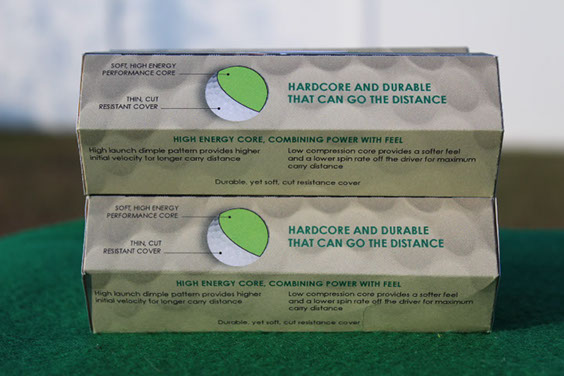 SOFT, HIGH ENERGY
PERFORMANCE CORE
THIN, CUT
RESISTANT COVER
HARDCORE AND DURABLE
THAT CAN GO THE DISTANCE
HIGH ENERGY CORE, COMBINING POWER WITH FEEL
High launch dimple pattern provides higher
initial velocity for longer carry distance
Low compression core provides a softer feel
and a lower spin rate off the driver for maximum
carry distance
Durable, yet soft, cut resistance cover
SOFT, HIGH ENERGY
PERFORMANCE CORE
THIN, CUT
RESISTANT COVER
HARDCORE AND DURABLE
THAT CAN GO THE DISTANCE
HIGH ENERGY CORE, COMBINING POWER WITH FEEL
High launch dimple pattern provides higher
initial velocity for longer carry distance
Low compression core provides a softer feel
and a lower spin rate off the driver for maximum
carry distance
Durable, yet soft, cut resistance cover